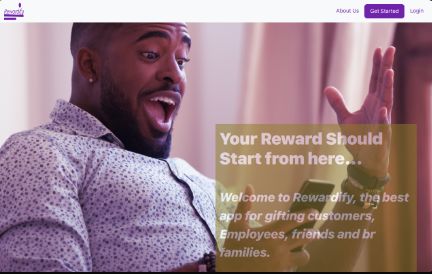 Rewardify
About Us
Get Started
Login
Your Reward Should
Start from here...
Welcome to Rewardify, the best
app for gifting customers,
Employees, friends and br
families.